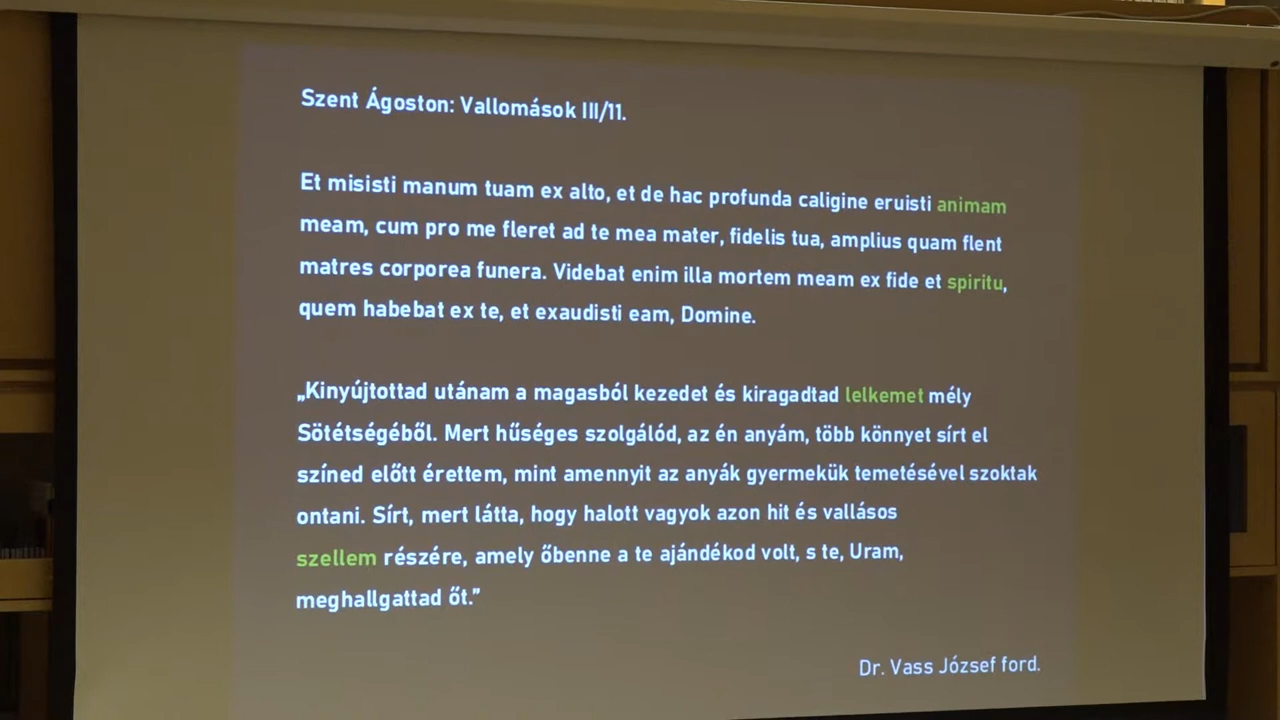 Szent Ágoston: Vallomások III/11.
Et misisti manum tuam ex alto, et de hac profunda caligine eruisti animam
meam, cum pro me fleret ad te mea mater, fidelis tua, amplius quam flent
matres corporea funera. Videbat enim illa mortem meam ex fide et spiritu,
quem habebat ex te, et exaudisti eam, Domine.
„Kinyújtottad utánam a magasból kezedet és kiragadtad lelkemet mély
Sötétségéből. Mert hűséges szolgálód, az én anyám, több könnyet sírt el
színed előtt érettem, mint amennyit az anyák gyermekük temetésével szoktak
ontani. Sírt, mert látta, hogy halott vagyok azon hit és vallásos
szellem részére, amely őbenne a te ajándékod volt, s te, Uram,
meghallgattad őt.”
Dr. Vass József ford.